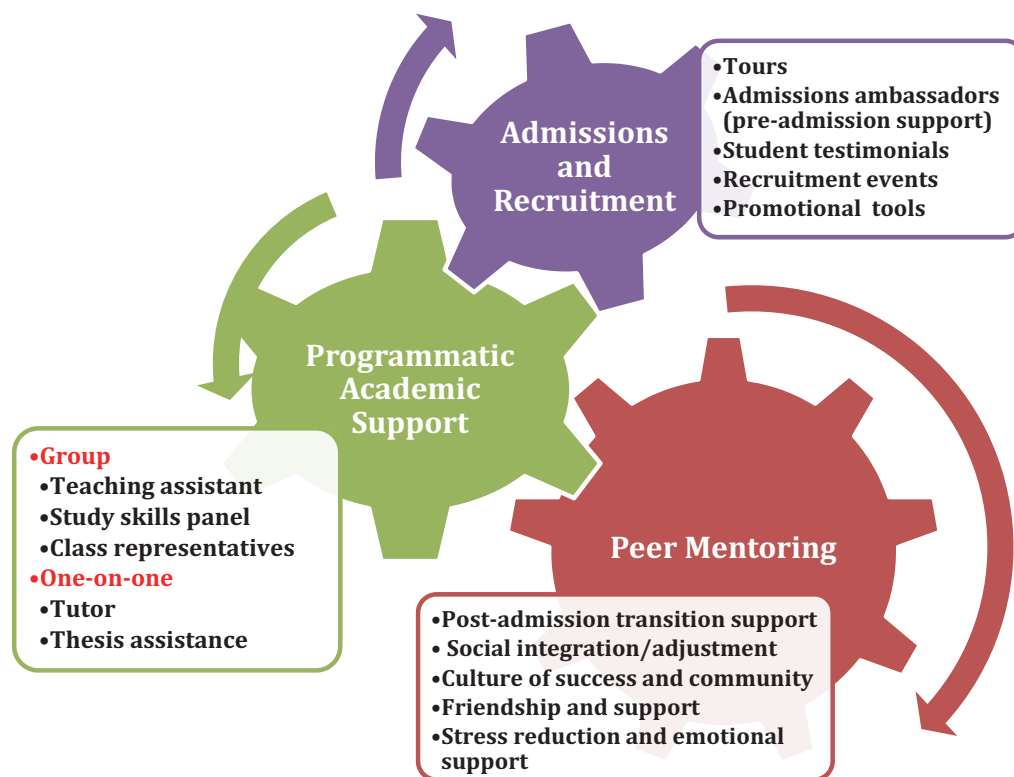 Admissions
and
Recruitment
•Tours
•Admissions ambassadors
(pre-admission support)
•Student testimonials
•Recruitment events
•Promotional tools
Programmatic
Academic
Support
•Group
•Teaching assistant
•Study skills panel
•Class representatives
•One-on-one
•Tutor
•Thesis assistance
Peer Mentoring
•Post-admission transition support
• Social integration/adjustment
•Culture of success and community
•Friendship and support
•Stress reduction and emotional
support